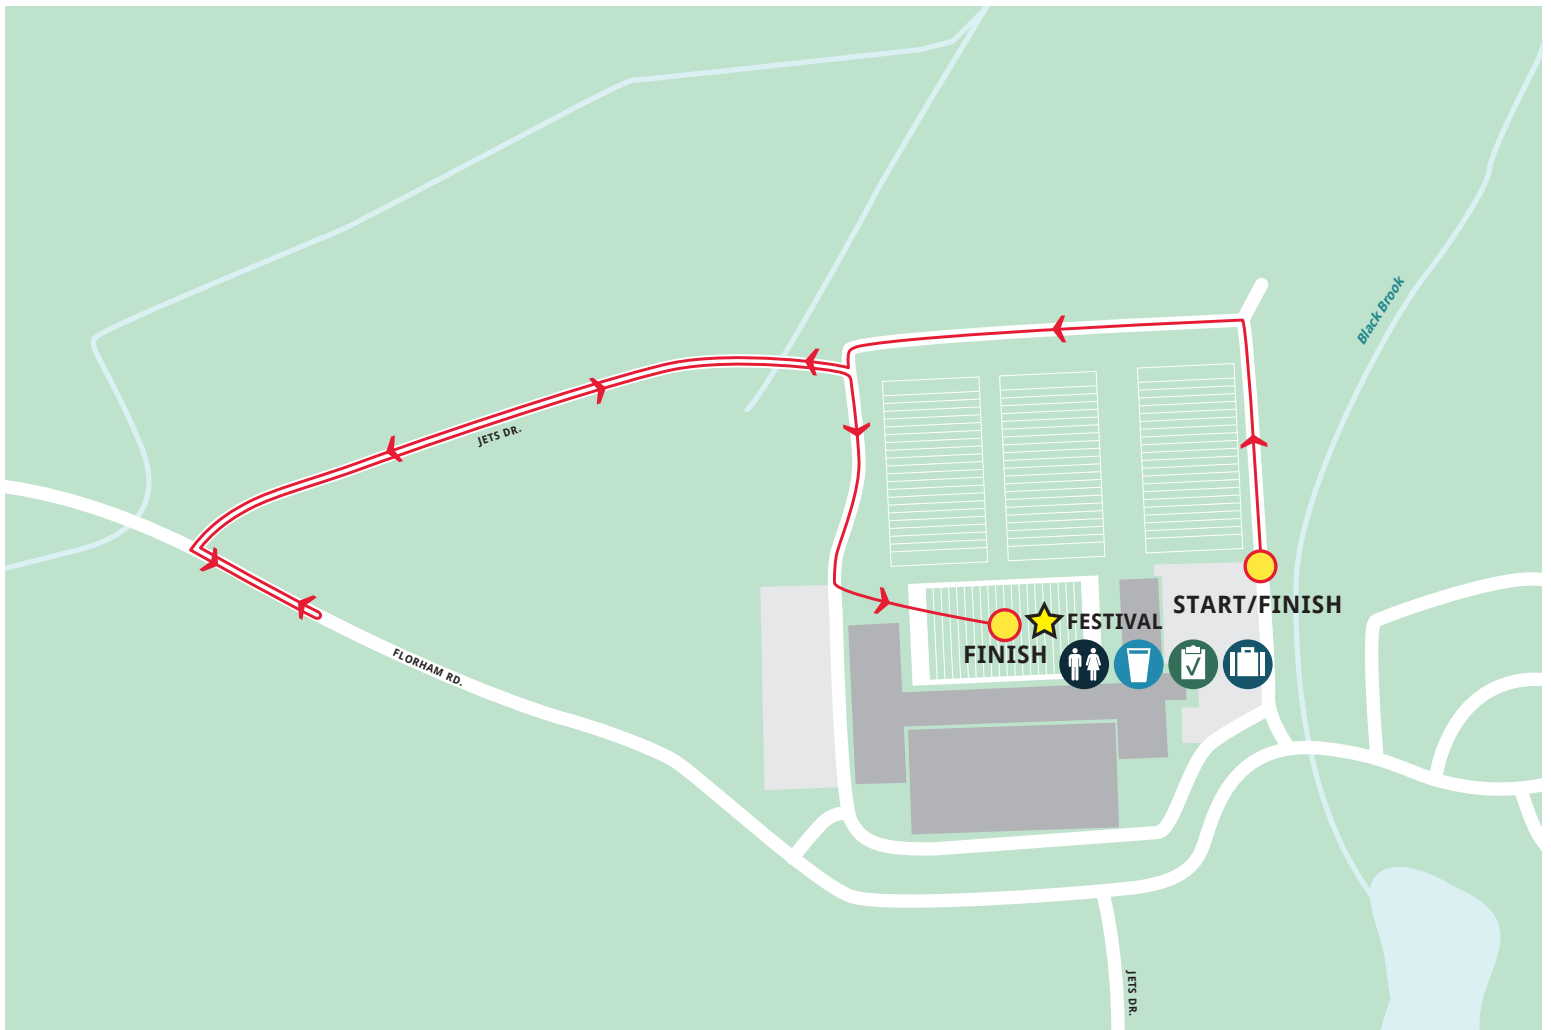 Black Brook
JETS DR.
START/FINISH
FESTIVAL
FINISH
FLORHAM RD.
JETS DR.